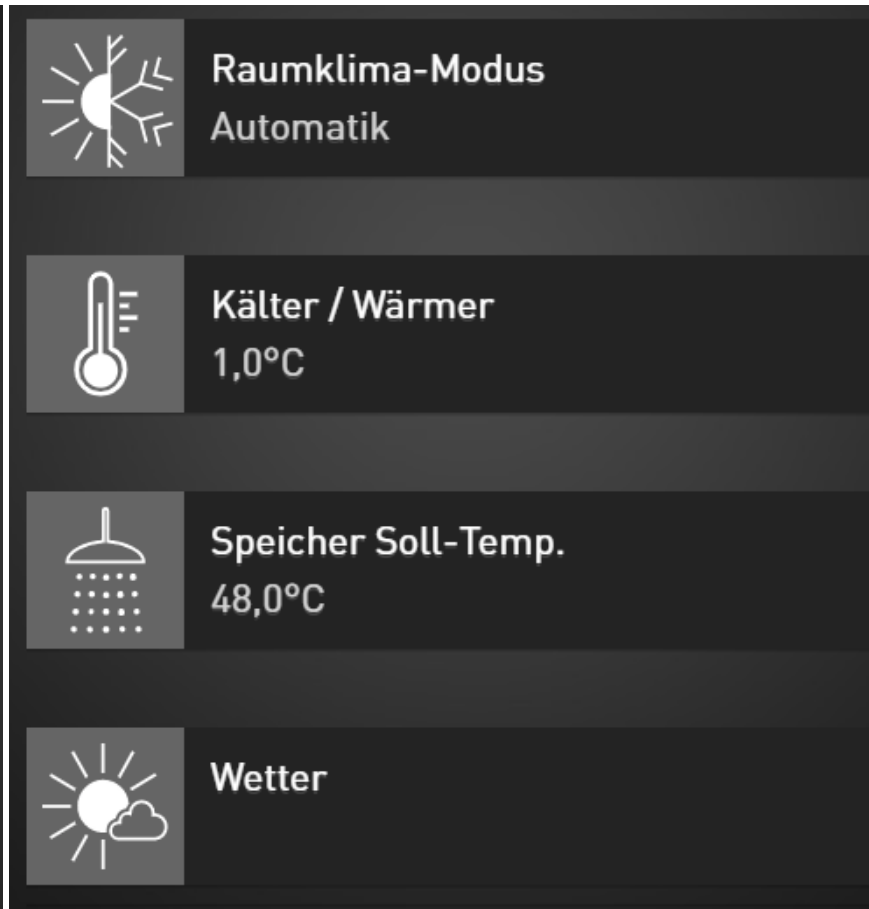 Raumklima-Modus
Automatik
Kälter / Wärmer
1,0°C
Speicher Soll-Temp.
48,0°C
Wetter